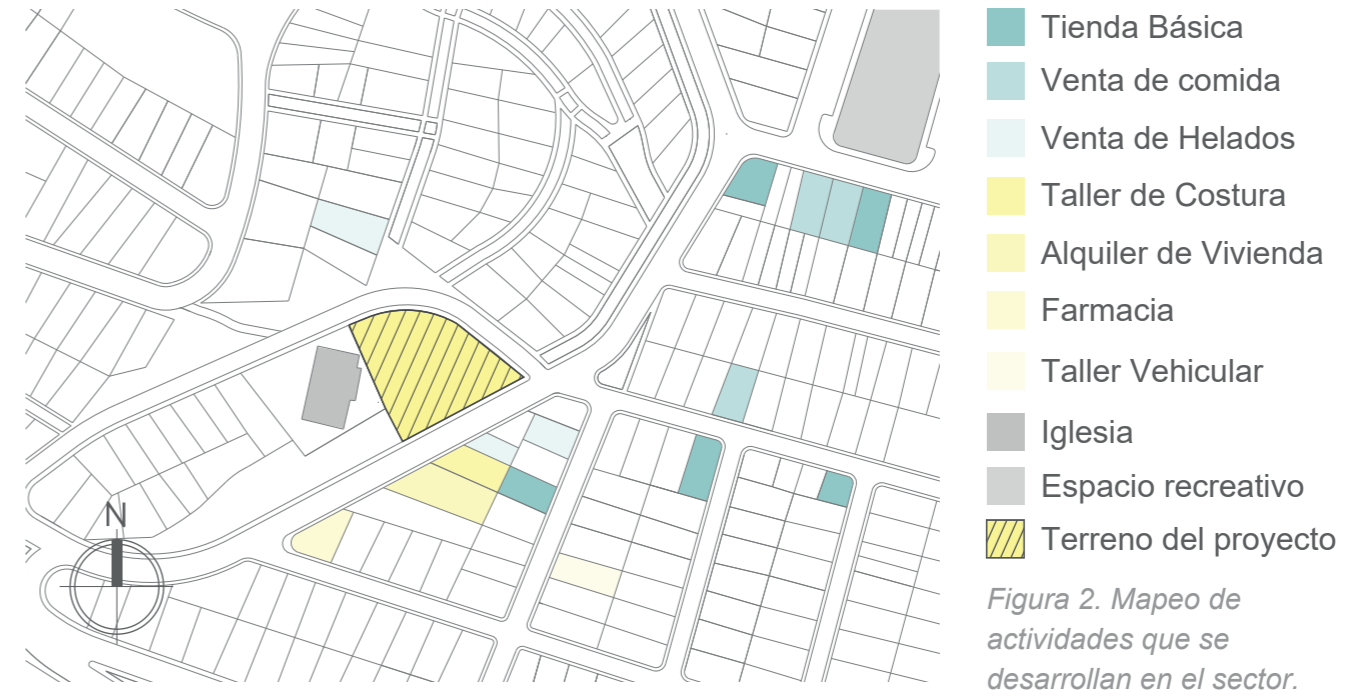 Tienda Básica
Venta de comida
Venta de Helados
Taller de Costura
Alquiler de Vivienda
Farmacia
Taller Vehicular
Iglesia
Espacio recreativo
Terreno del proyecto
N
Figura 2. Mapeo de
actividades que se
desarrollan en el sector.